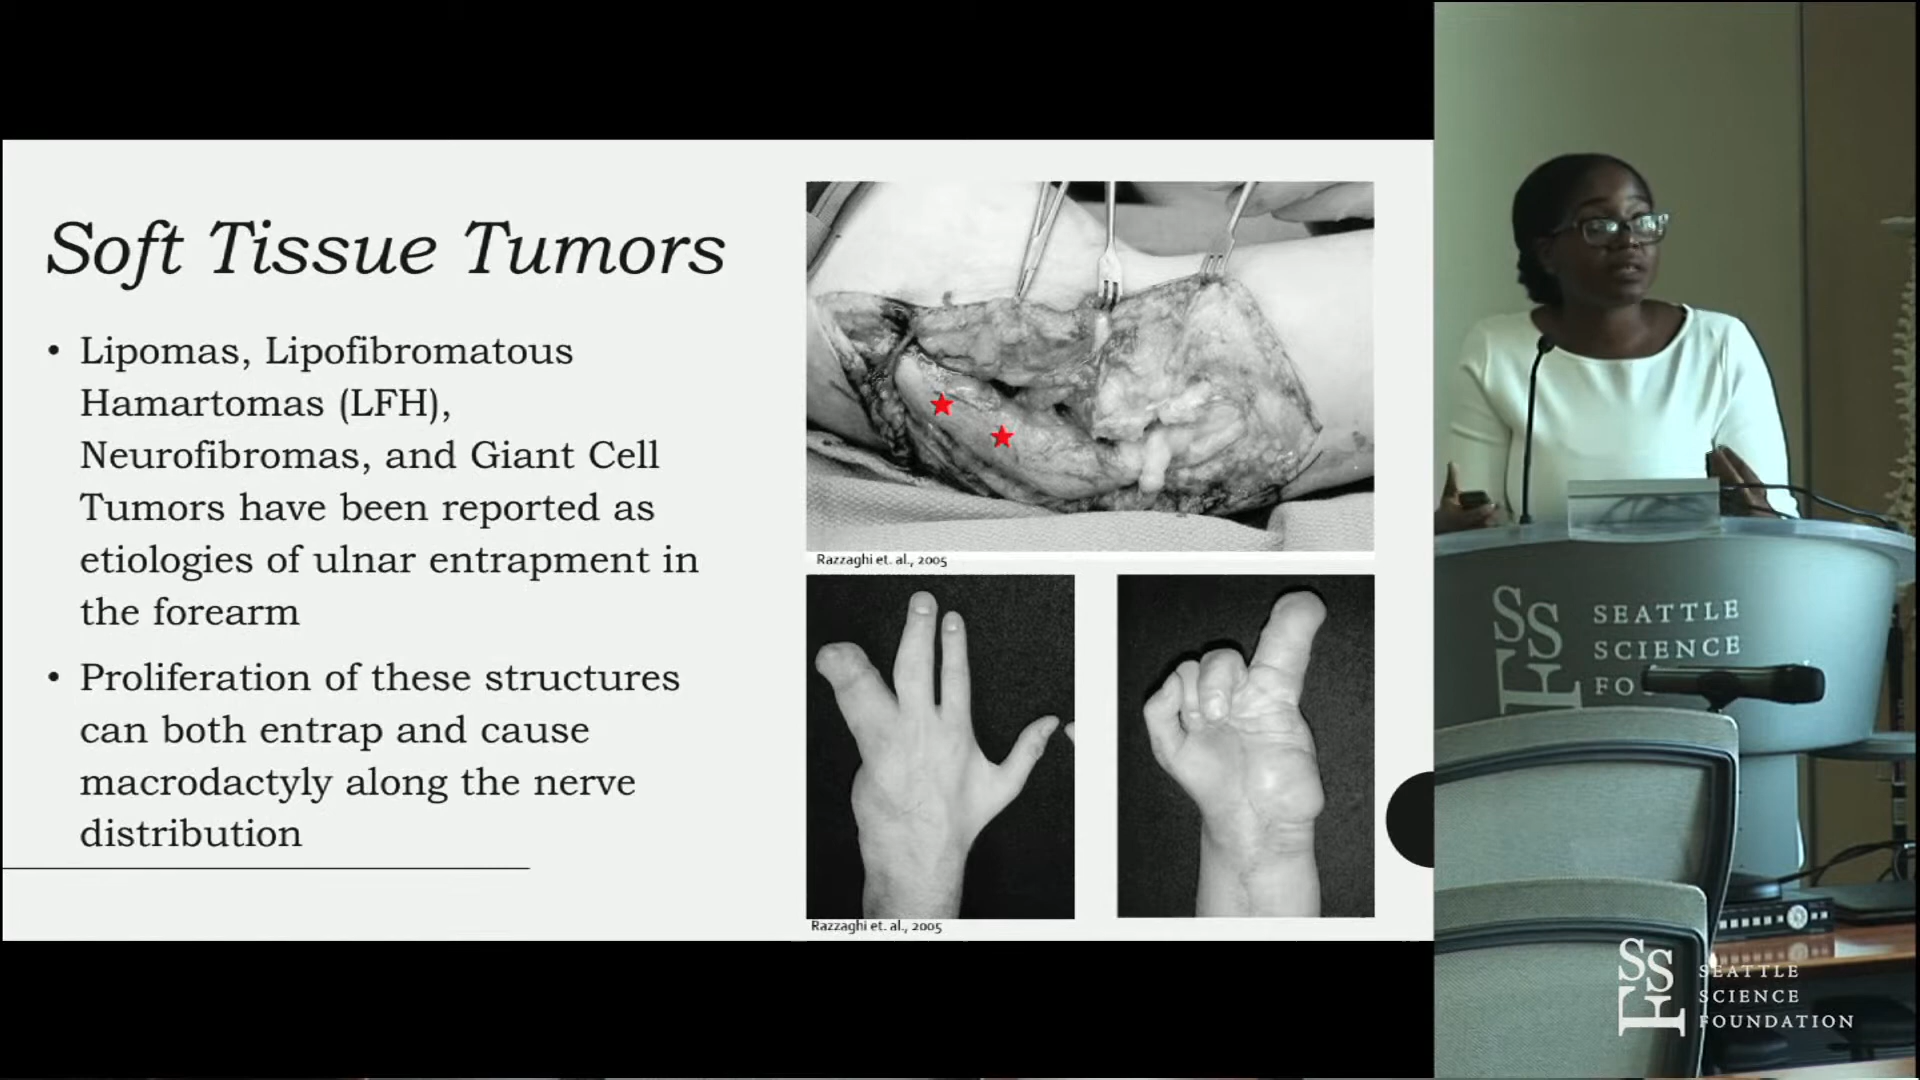 Soft Tissue Tumors
• Lipomas, Lipofibromatous
Hamartomas (LFH),
Neurofibromas, and Giant Cell
Tumors have been reported as
etiologies of ulnar entrapment in
the forearm
• Proliferation of these structures
can both entrap and cause
macrodactyly along the nerve
distribution
Razzaghi et. al., 2005
Razzaghi et. al., 2005
SSF
SEATTLE
SCIENCE
FO
SSF
SEATTLE
SCIENCE
FOUNDATION